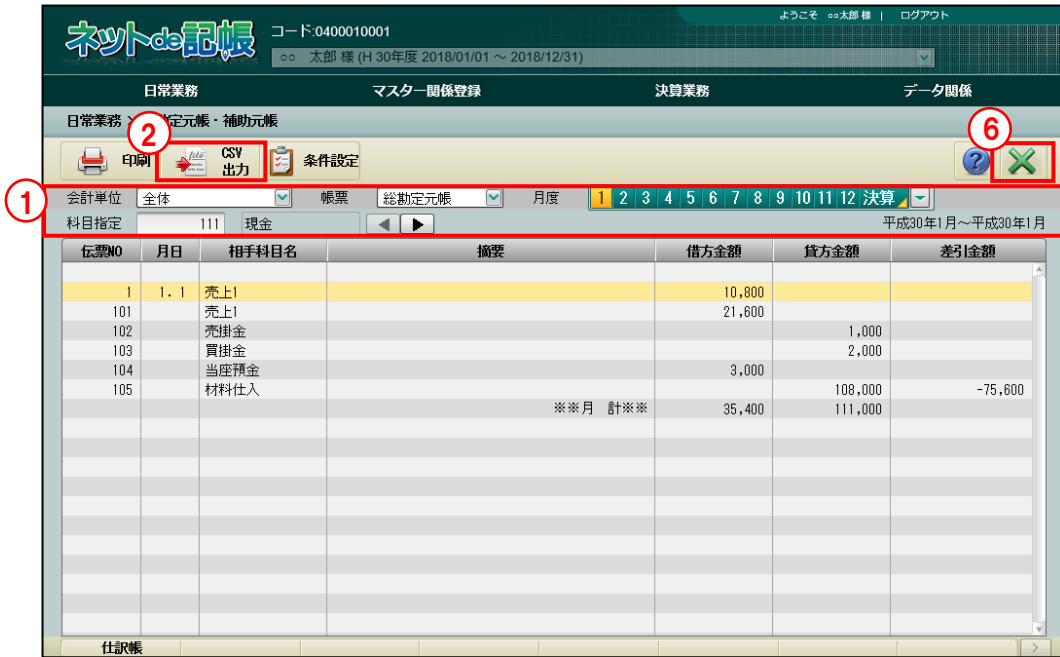 ようこそ ○○太郎 様 | ログアウト
ネットde記帳 コード:0400010001
○○ 太郎 様 (H 30年度 2018/01/01 ～ 2018/12/31)
日常業務 マスター関係登録 決算業務 データ関係
日常業務 定元帳・補助元帳
② ⑥
印刷 CSV出力 条件設定 ?
①
会計単位 全体 帳票 総勘定元帳 月度 1 2 3 4 5 6 7 8 9 10 11 12 決算
科目指定 111 現金 平成30年1月～平成30年1月
伝票NO 月日 相手科目名 摘要 借方金額 貸方金額 差引金額
1 1. 1 売上1 10,800
101 売上1 21,600
102 売掛金 1,000
103 買掛金 2,000
104 当座預金 3,000
105 材料仕入 108,000 -75,600
※※月 計※※ 35,400 111,000
仕訳帳